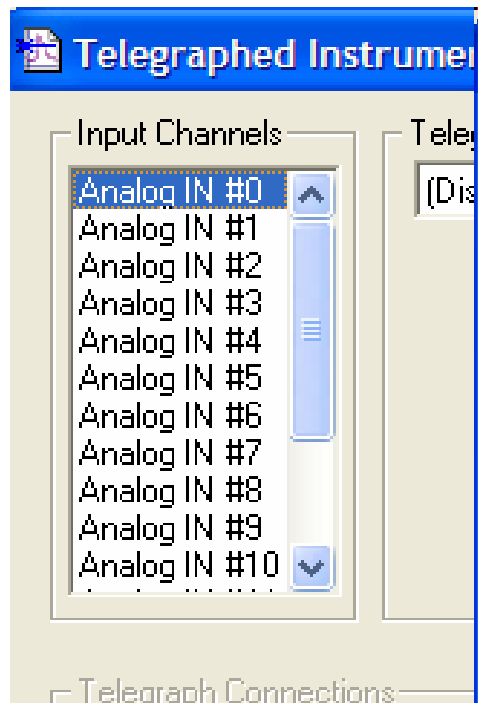 Telegraphed Instrume
Input Channels
Analog IN #0
Analog IN #1
Analog IN #2
Analog IN #3
Analog IN #4
Analog IN #5
Analog IN #6
Analog IN #7
Analog IN #8
Analog IN #9
Analog IN #10
Teleg
(Dis
Telegraph Connections